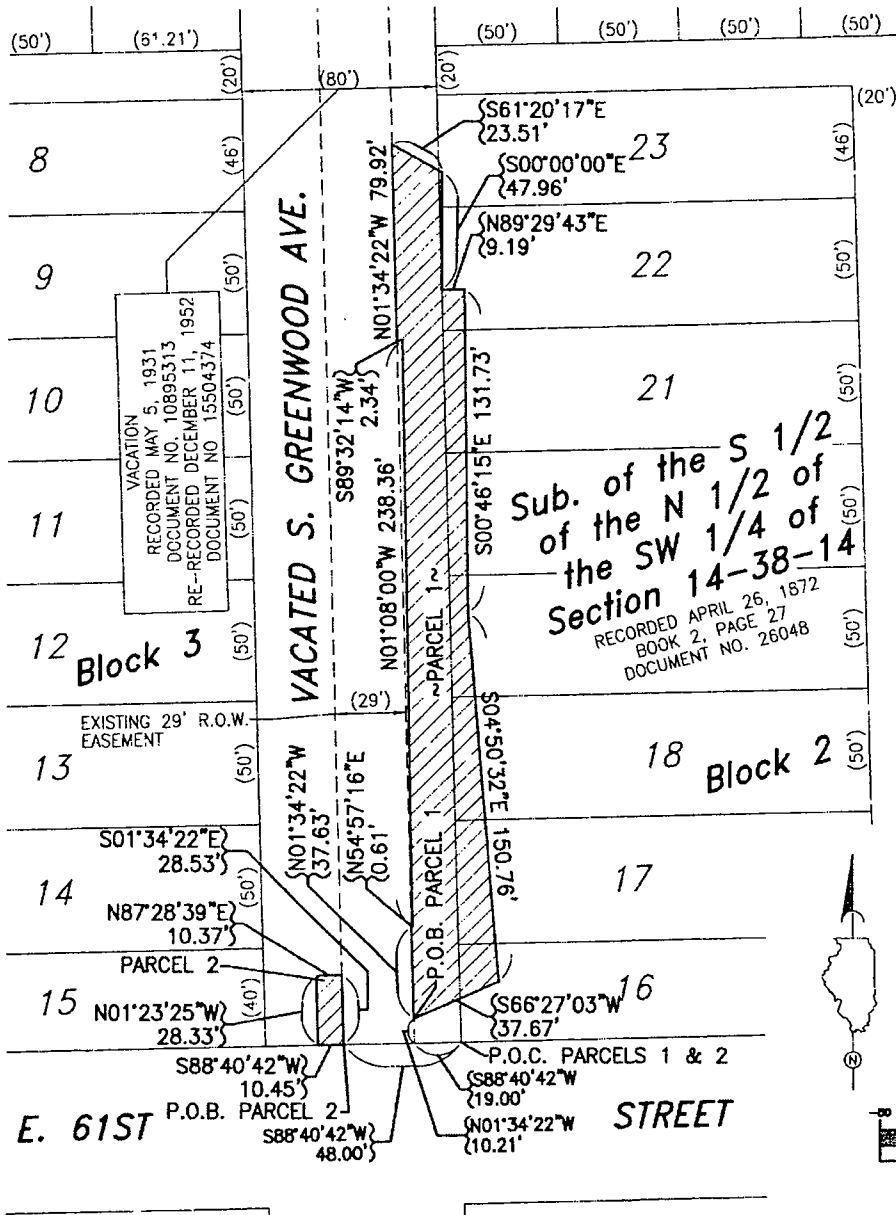 (50')
(61.21')
(50')
(50')
(50')
(50')
(20')
(80')
(20')
(20')
S61°20'17"E
23.51'
23
8
(46')
(46')
S00°00'00"E
47.96'
N89°29'43"E
9.19'
N01°34'22"W 79.92'
VACATED S. GREENWOOD AVE.
9
(50')
22
VACATION
RECORDED MAY 5, 1931
DOCUMENT NO. 10895313
RE-RECORDED DECEMBER 11, 1952
DOCUMENT NO 15504374
S89°32'14"W
2.34'
10
(50')
21
(50')
S00°46'15"E 131.73'
N01°08'00"W 238.36'
Sub. of the S 1/2
of the N 1/2 of
the SW 1/4 of
Section 14-38-14
RECORDED APRIL 26, 1872
BOOK 2, PAGE 27
DOCUMENT NO. 26048
11
(50')
(50')
~PARCEL 1~
12
Block 3
(50')
(50')
(29')
EXISTING 29' R.O.W.
EASEMENT
13
(50')
18
Block 2
(50')
S04°50'32"E 150.76'
N01°34'22"W
37.63'
N54°57'16"E
0.61'
P.O.B. PARCEL 1
S01°34'22"E
28.53'
14
(50')
17
N87°28'39"E
10.37'
PARCEL 2
15
N01°23'25"W
28.33'
(40')
S66°27'03"W
37.67'
16
S88°40'42"W
10.45'
P.O.C. PARCELS 1 & 2
S88°40'42"W
19.00'
P.O.B. PARCEL 2
S88°40'42"W
48.00'
N01°34'22"W
10.21'
E. 61ST
STREET
N